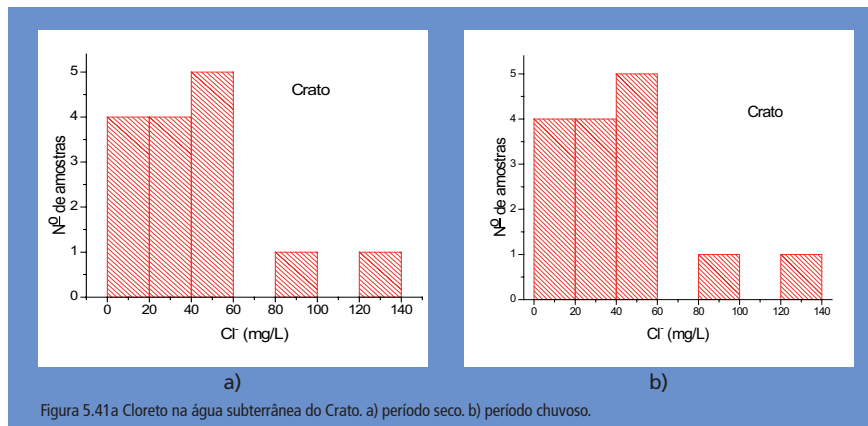 Crato
5
4
3
2
1
0
Nº de amostras
0 20 40 60 80 100 120 140
Cl⁻ (mg/L)
a)
Crato
5
4
3
2
1
0
Nº de amostras
0 20 40 60 80 100 120 140
Cl⁻ (mg/L)
b)
Figura 5.41a Cloreto na água subterrânea do Crato. a) período seco. b) período chuvoso.